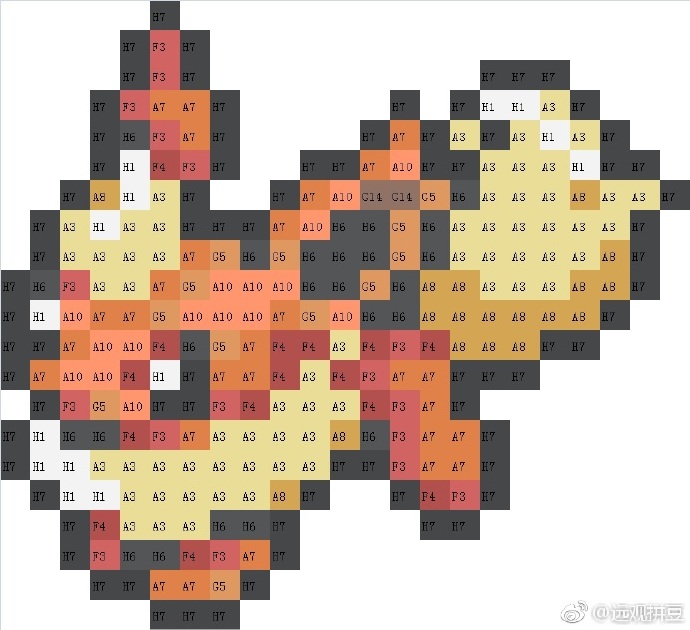 H7
H7 F3 H7
H7 F3 H7 H7 H7 H7
H7 F3 A7 A7 H7 H7 H7 H1 H1 A3 H7
H7 H6 F3 A7 H7 H7 A7 H7 A3 H7 A3 H1 A3 H7
H7 H1 F4 F3 H7 H7 H7 A7 A10 H7 H7 A3 A3 A3 H1 H7 H7
H7 A8 H1 A3 H7 H7 A7 A10 G14 G14 G5 H6 A3 A3 A3 A8 A3 A3 H7
H7 A3 H1 A3 A3 H7 H7 H7 A7 A10 H6 H6 G5 H6 A3 A3 A3 A3 A3 A3 H7
H7 A3 A3 A3 A3 A7 G5 H6 G5 H6 H6 H6 G5 H6 A3 A3 A3 A3 A3 A8 H7
H7 H6 F3 A3 A3 A7 G5 A10 A10 A10 H6 H6 G5 H6 A8 A8 A3 A3 A3 A8 A8 H7
H7 H1 A10 A7 A7 G5 A10 A10 A10 A7 G5 A10 H6 H6 A8 A8 A8 A8 A8 A8 H7
H7 H7 A7 A10 A10 F4 H6 G5 A7 F4 F4 A3 F4 F3 F4 A8 A8 A8 H7 H7
H7 A7 A10 A10 F4 H1 H7 A7 A7 F4 A3 F4 F3 A7 A7 H7 H7 H7
H7 F3 G5 A10 H7 H7 F3 F4 A3 A3 A3 F4 F3 A7 H7
H7 H1 H6 H6 F4 F3 A7 A3 A3 A3 A3 A8 H6 F3 A7 A7 H7
H7 H1 H1 A3 A3 A3 A3 A3 A3 A3 A3 H7 H7 F3 A7 A7 H7
H7 H1 H1 A3 A3 A3 A3 A3 A8 H7 H7 F4 F3 H7
H7 F4 A3 A3 A3 H6 H6 H7 H7 H7
H7 F3 H6 H6 F4 F3 A7 H7
H7 H7 A7 A7 G5 H7
H7 H7 H7
@远观拼豆